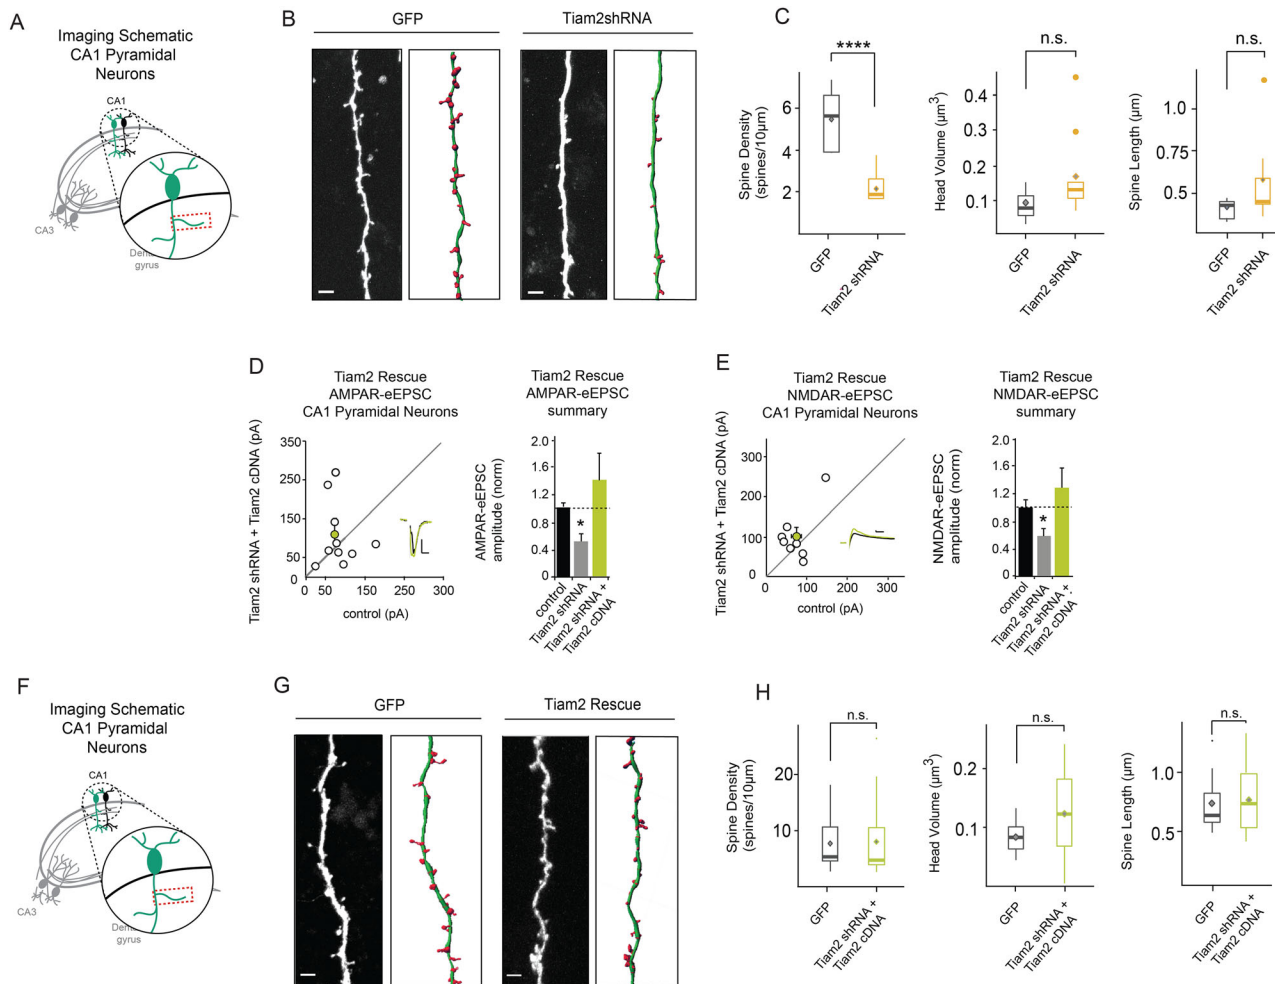 A
Imaging Schematic
CA1 Pyramidal
Neurons
CA1
CA3
Den
gyrus
B
GFP
Tiam2shRNA
C
****
Spine Density
(spines/10μm)
6
4
2
GFP
Tiam2 shRNA
n.s.
Head Volume (μm³)
0.4
0.3
0.2
0.1
GFP
Tiam2 shRNA
n.s.
Spine Length (μm)
1.0
0.75
0.5
GFP
Tiam2 shRNA
D
Tiam2 Rescue
AMPAR-eEPSC
CA1 Pyramidal Neurons
Tiam2 shRNA + Tiam2 cDNA (pA)
350
250
150
50
0
0
50
150
250
300
control (pA)
Tiam2 Rescue
AMPAR-eEPSC
summary
AMPAR-eEPSC
amplitude (norm)
2.0
1.6
1.2
0.8
0.4
0
*
control
Tiam2 shRNA
Tiam2 shRNA +
Tiam2 cDNA
E
Tiam2 Rescue
NMDAR-eEPSC
CA1 Pyramidal Neurons
Tiam2 shRNA + Tiam2 cDNA (pA)
300
200
100
0
0
100
200
300
control (pA)
Tiam2 Rescue
NMDAR-eEPSC
summary
NMDAR-eEPSC
amplitude (norm)
2.0
1.6
1.2
0.8
0.4
0
*
control
Tiam2 shRNA
Tiam2 shRNA +
Tiam2 cDNA
F
Imaging Schematic
CA1 Pyramidal
Neurons
CA1
CA3
Den
gyrus
G
GFP
Tiam2 Rescue
H
n.s.
Spine Density
(spines/10μm)
20
10
GFP
Tiam2 shRNA +
Tiam2 cDNA
n.s.
Head Volume (μm³)
0.2
0.1
GFP
Tiam2 shRNA +
Tiam2 cDNA
n.s.
Spine Length (μm)
1.0
0.5
GFP
Tiam2 shRNA +
Tiam2 cDNA